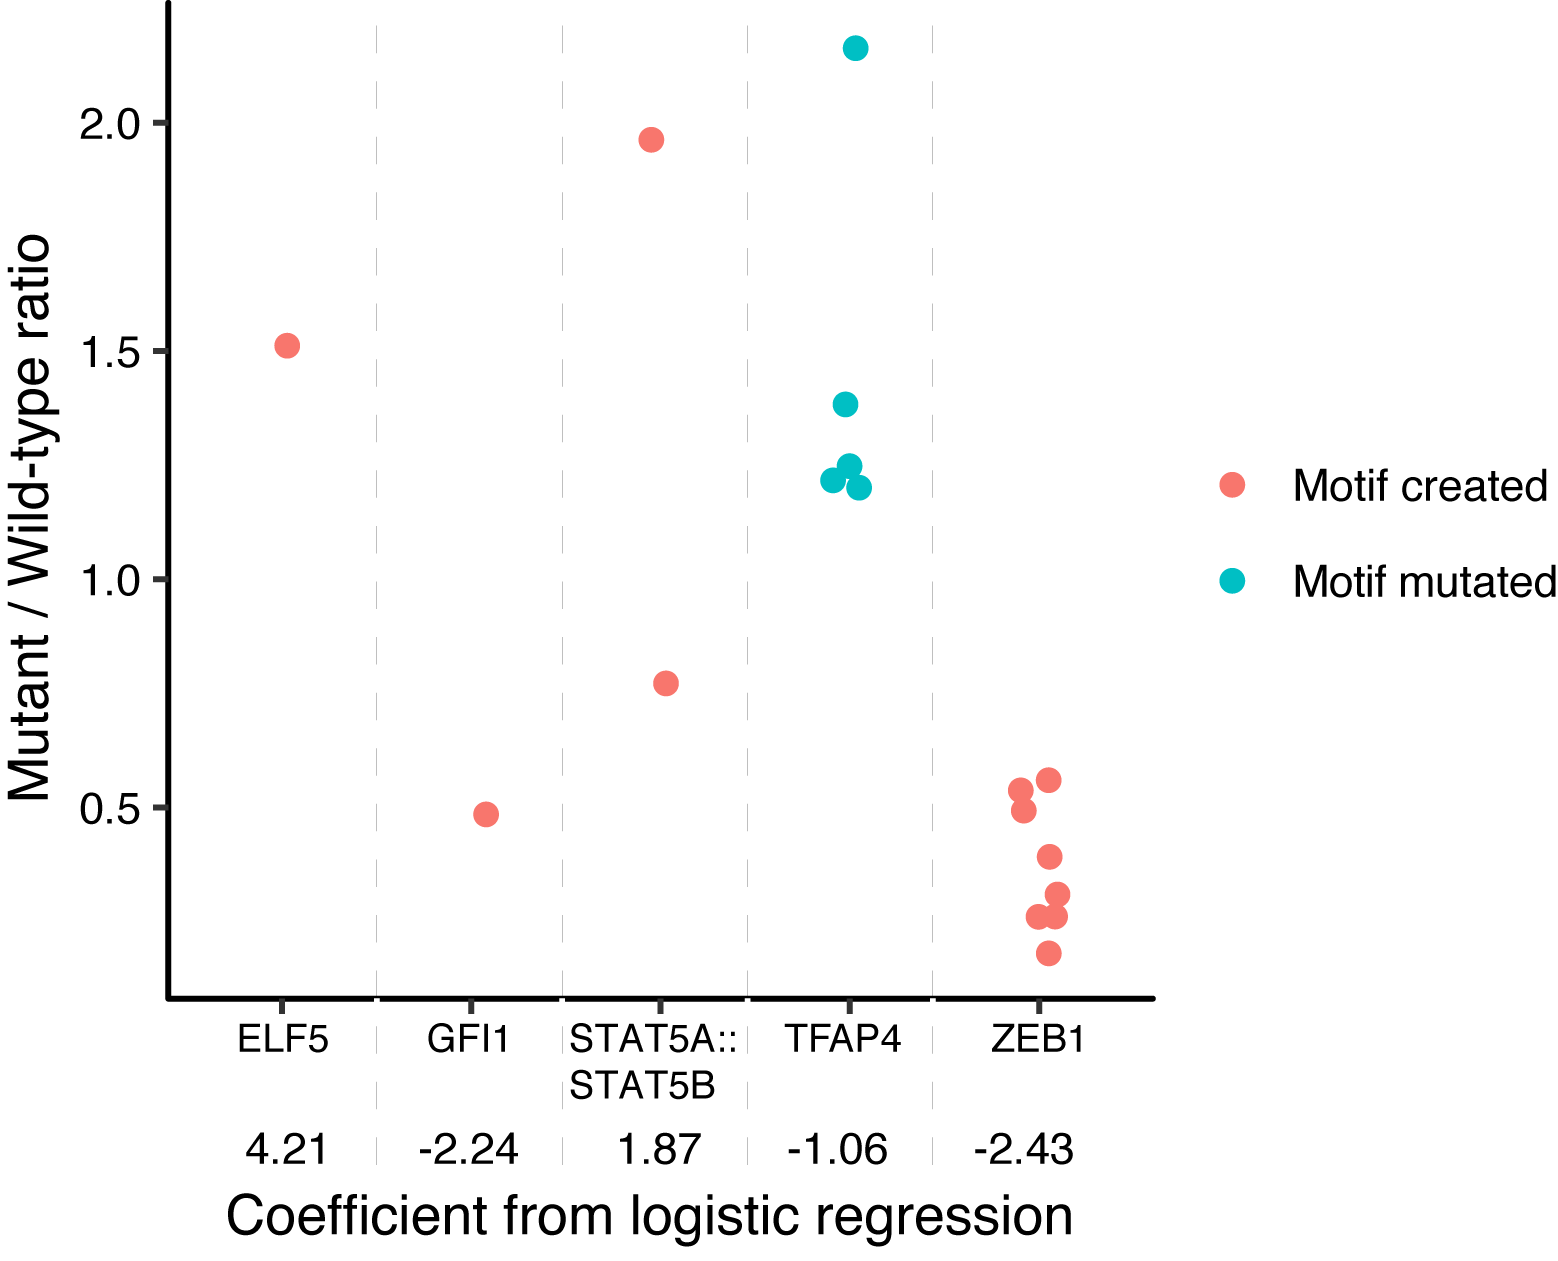 Mutant / Wild-type ratio
2.0
1.5
1.0
0.5
Motif created
Motif mutated
ELF5 GFI1 STAT5A:: TFAP4 ZEB1
STAT5B
4.21 -2.24 1.87 -1.06 -2.43
Coefficient from logistic regression